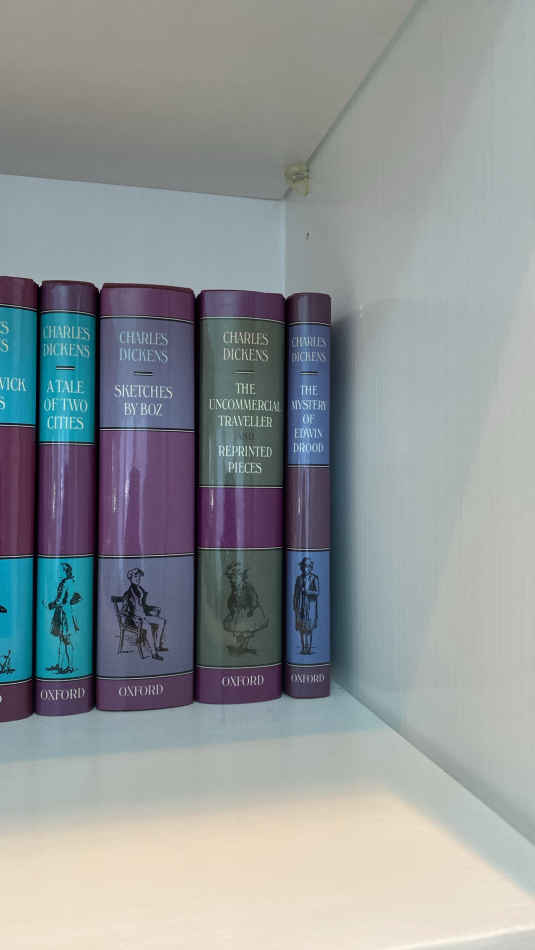 CHARLES
DICKENS
A TALE
OF TWO
CITIES
OXFORD
CHARLES
DICKENS
SKETCHES
BY BOZ
OXFORD
CHARLES
DICKENS
THE
UNCOMMERCIAL
TRAVELLER
AND
REPRINTED
PIECES
OXFORD
CHARLES
DICKENS
THE
MYSTERY
OF
EDWIN
DROOD
OXFORD